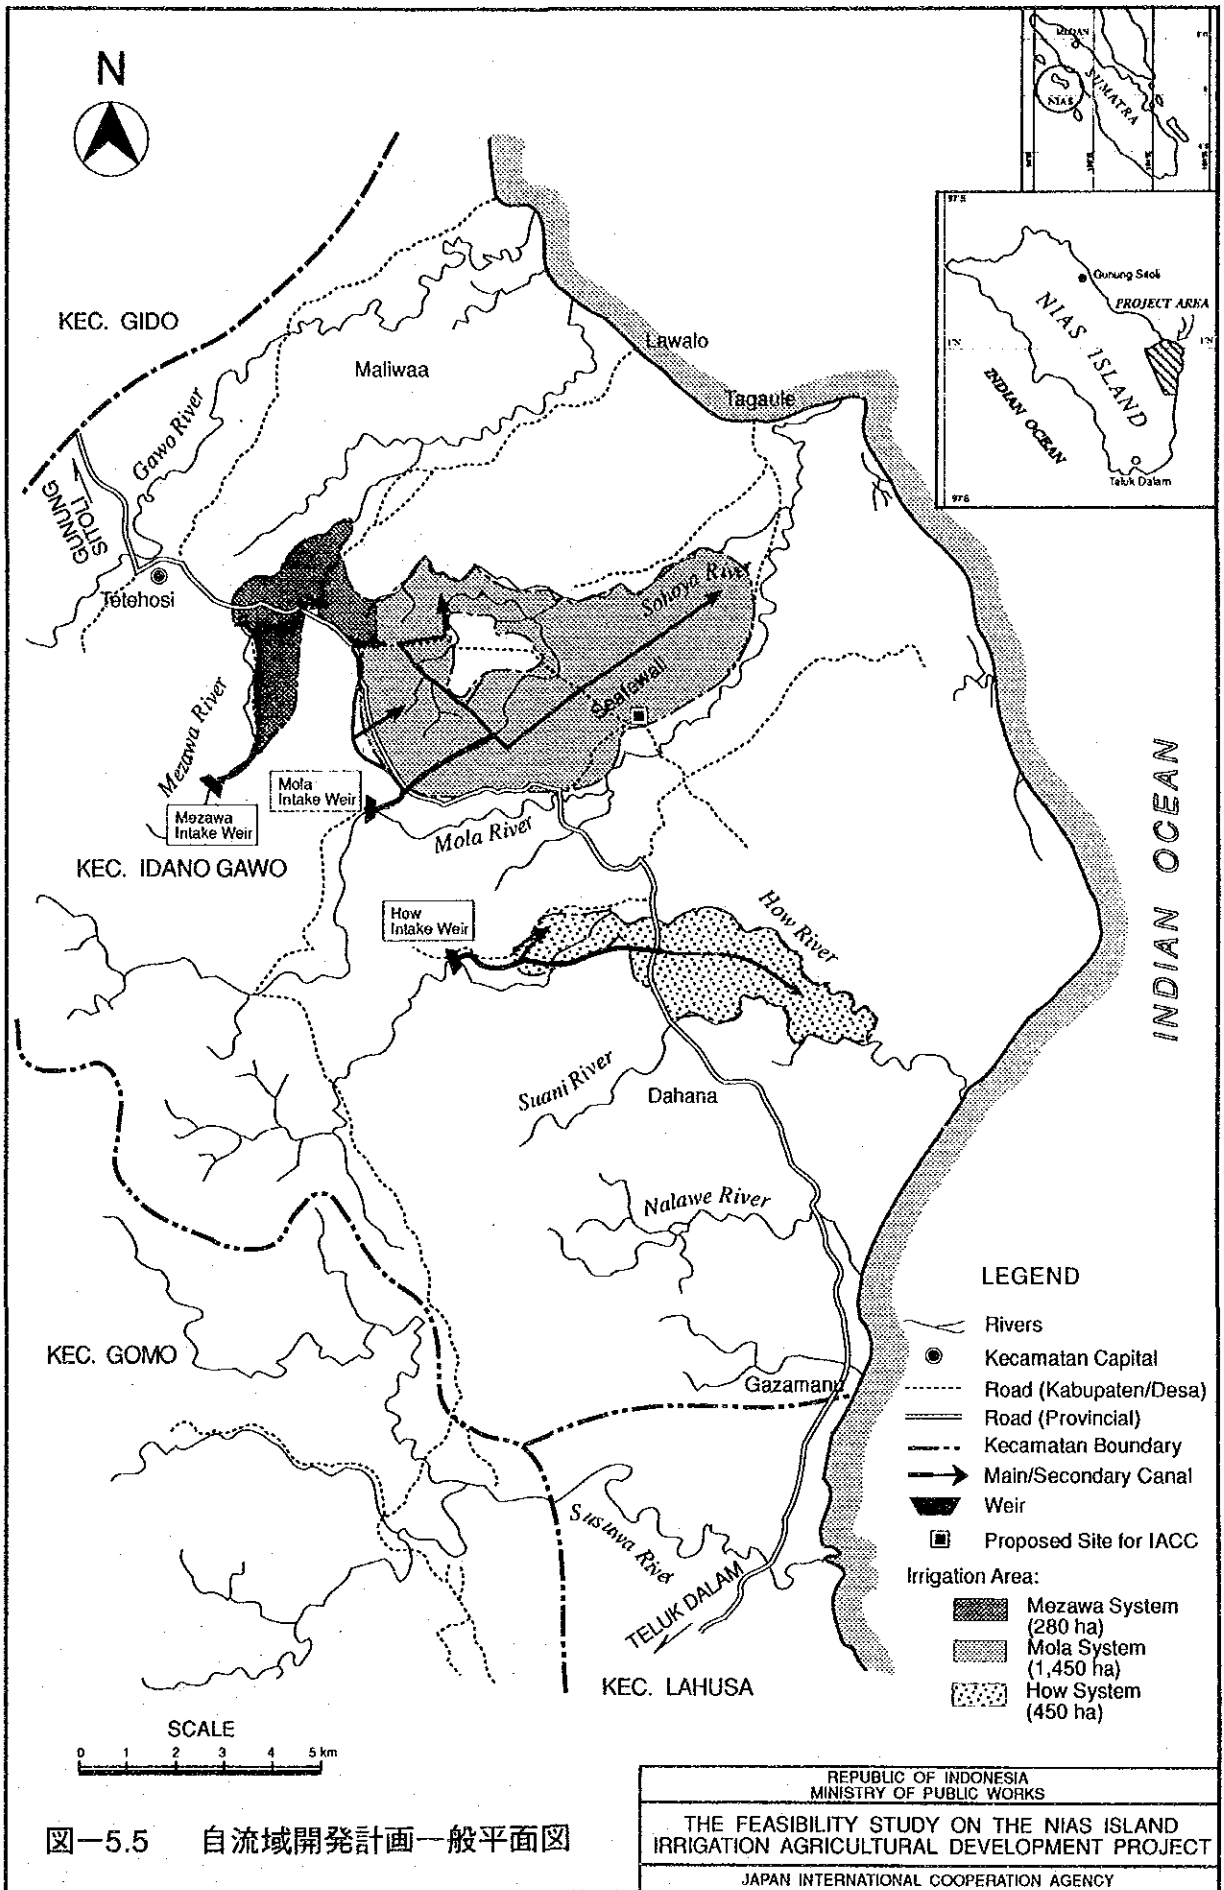 N
MEDAN
NIAS
SUMATRA
97°E
Gunung Sitoli
PROJECT AREA
NIAS ISLAND
1°N
1°N
INDIAN OCEAN
Teluk Dalam
97°E
KEC. GIDO
Maliwaa
Lawalo
Tagaule
Gawo River
GUNUNG
SITOLI
Tetehosi
Sohoya River
Seafewali
Mezawa River
Mola
Intake Weir
Mezawa
Intake Weir
Mola River
KEC. IDANO GAWO
How
Intake Weir
How River
INDIAN OCEAN
Suani River
Dahana
Nalawe River
KEC. GOMO
Gazamanu
Susuwa River
TELUK DALAM
KEC. LAHUSA
LEGEND
Rivers
Kecamatan Capital
Road (Kabupaten/Desa)
Road (Provincial)
Kecamatan Boundary
Main/Secondary Canal
Weir
Proposed Site for IACC
Irrigation Area:
Mezawa System
(280 ha)
Mola System
(1,450 ha)
How System
(450 ha)
SCALE
0 1 2 3 4 5 km
図－5.5 自流域開発計画一般平面図
REPUBLIC OF INDONESIA
MINISTRY OF PUBLIC WORKS
THE FEASIBILITY STUDY ON THE NIAS ISLAND
IRRIGATION AGRICULTURAL DEVELOPMENT PROJECT
JAPAN INTERNATIONAL COOPERATION AGENCY